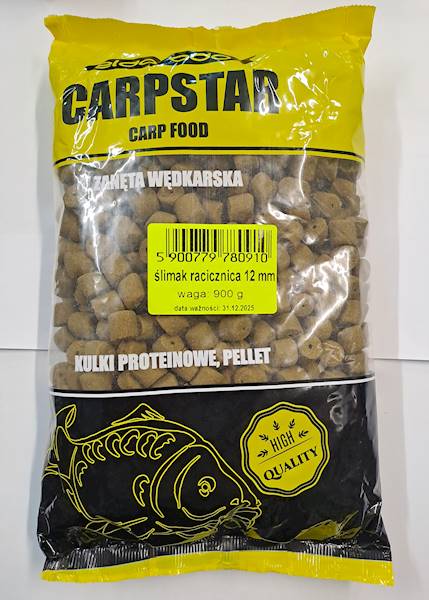 CARPSTAR
CARP FOOD
ZANĘTA WĘDKARSKA
5 900779 780910
ślimak racicznica 12 mm
waga: 900 g
data ważności: 31.12.2025
KULKI PROTEINOWE, PELLET
HIGH
QUALITY